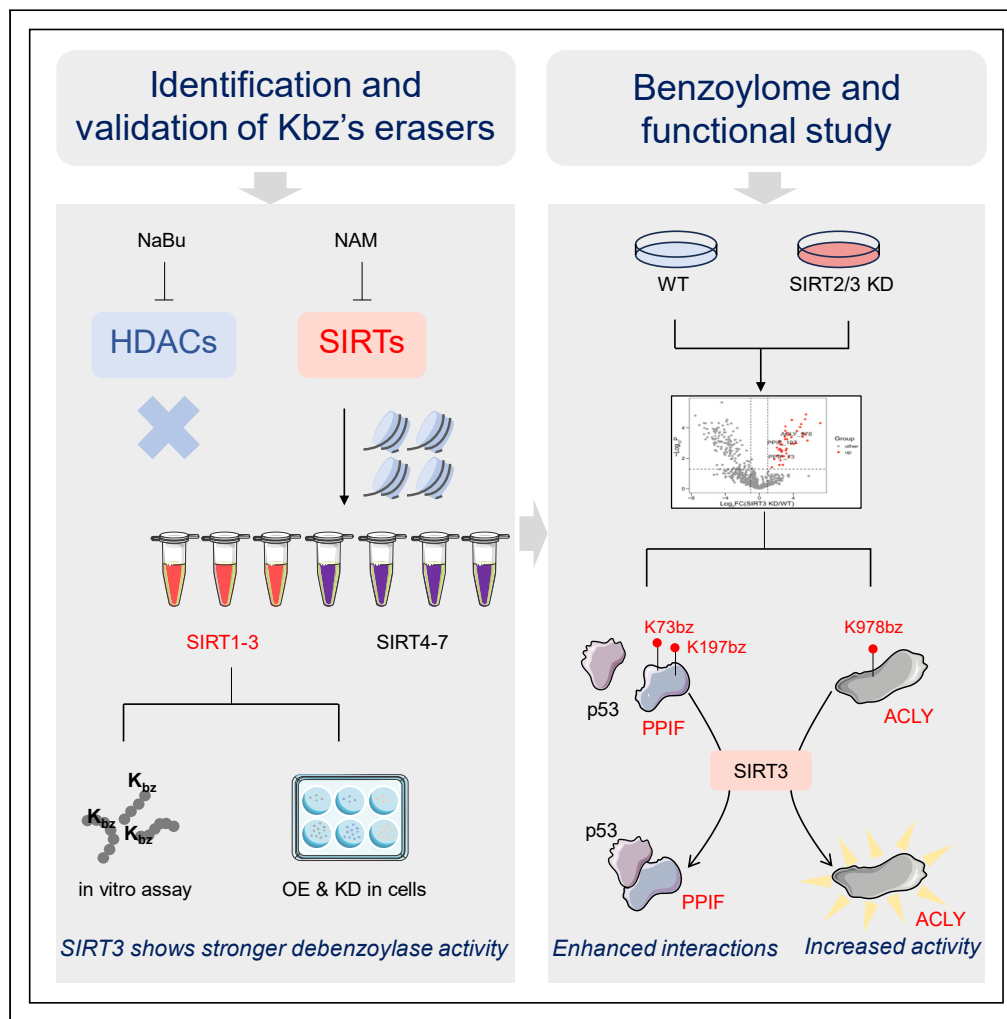 Identification and
validation of Kbz's erasers
NaBu
NAM
HDACs
SIRTs
SIRT1-3
SIRT4-7
Kbz
Kbz
Kbz
in vitro assay
OE & KD in cells
SIRT3 shows stronger debenzoylase activity
Benzoylome and
functional study
WT
SIRT2/3 KD
-Log₂P
ACLY_978
Group
other
up
Log₂FC(SIRT3 KD/WT)
K73bz
K197bz
K978bz
p53
PPIF
ACLY
SIRT3
p53
PPIF
ACLY
Enhanced interactions
Increased activity